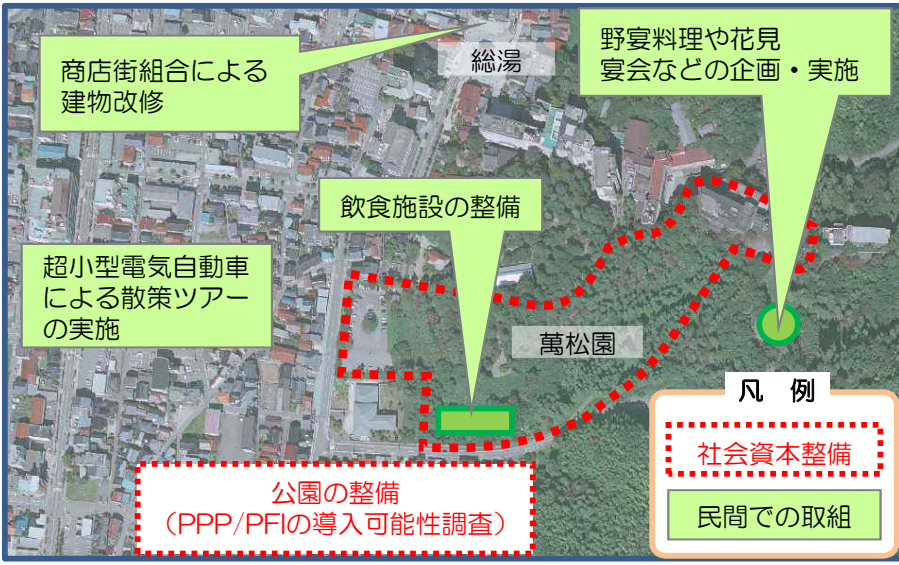 商店街組合による
建物改修
総湯
野宴料理や花見
宴会などの企画・実施
飲食施設の整備
超小型電気自動車
による散策ツアー
の実施
萬松園
凡 例
社会資本整備
民間での取組
公園の整備
（PPP/PFIの導入可能性調査）